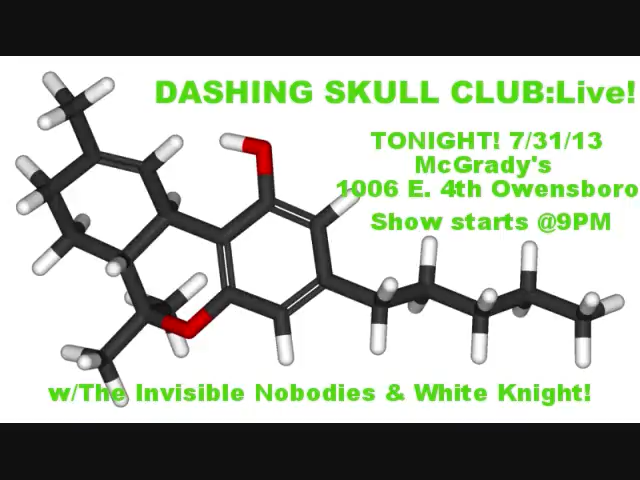 DASHING SKULL CLUB:Live!
TONIGHT! 7/31/13
McGrady's
1006 E. 4th Owensboro
Show starts @9PM
w/The Invisible Nobodies & White Knight!